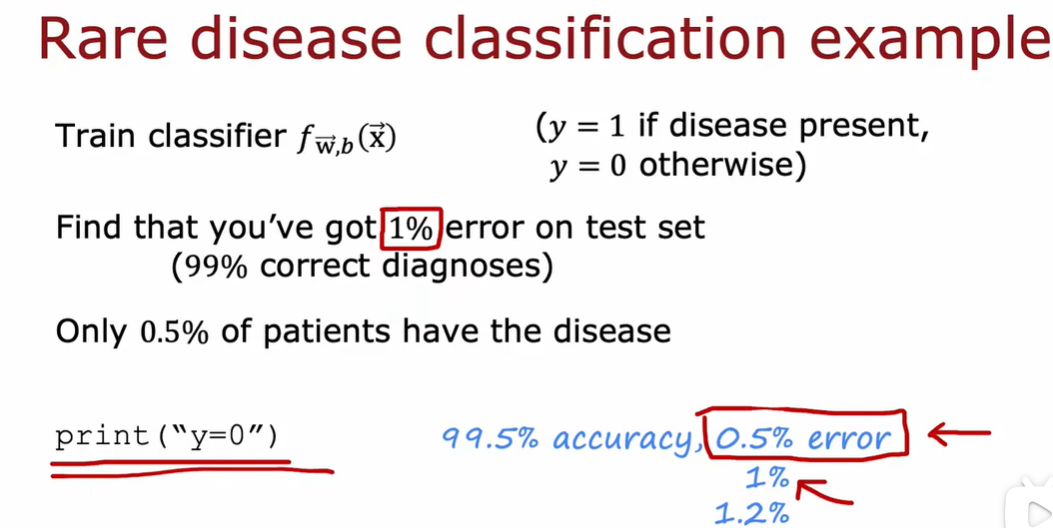 Rare disease classification example
Train classifier f_{w⃗,b}(x⃗) (y = 1 if disease present,
y = 0 otherwise)
Find that you’ve got 1% error on test set
(99% correct diagnoses)
Only 0.5% of patients have the disease
print(“y=0”) 99.5% accuracy, 0.5% error
1%
1.2%